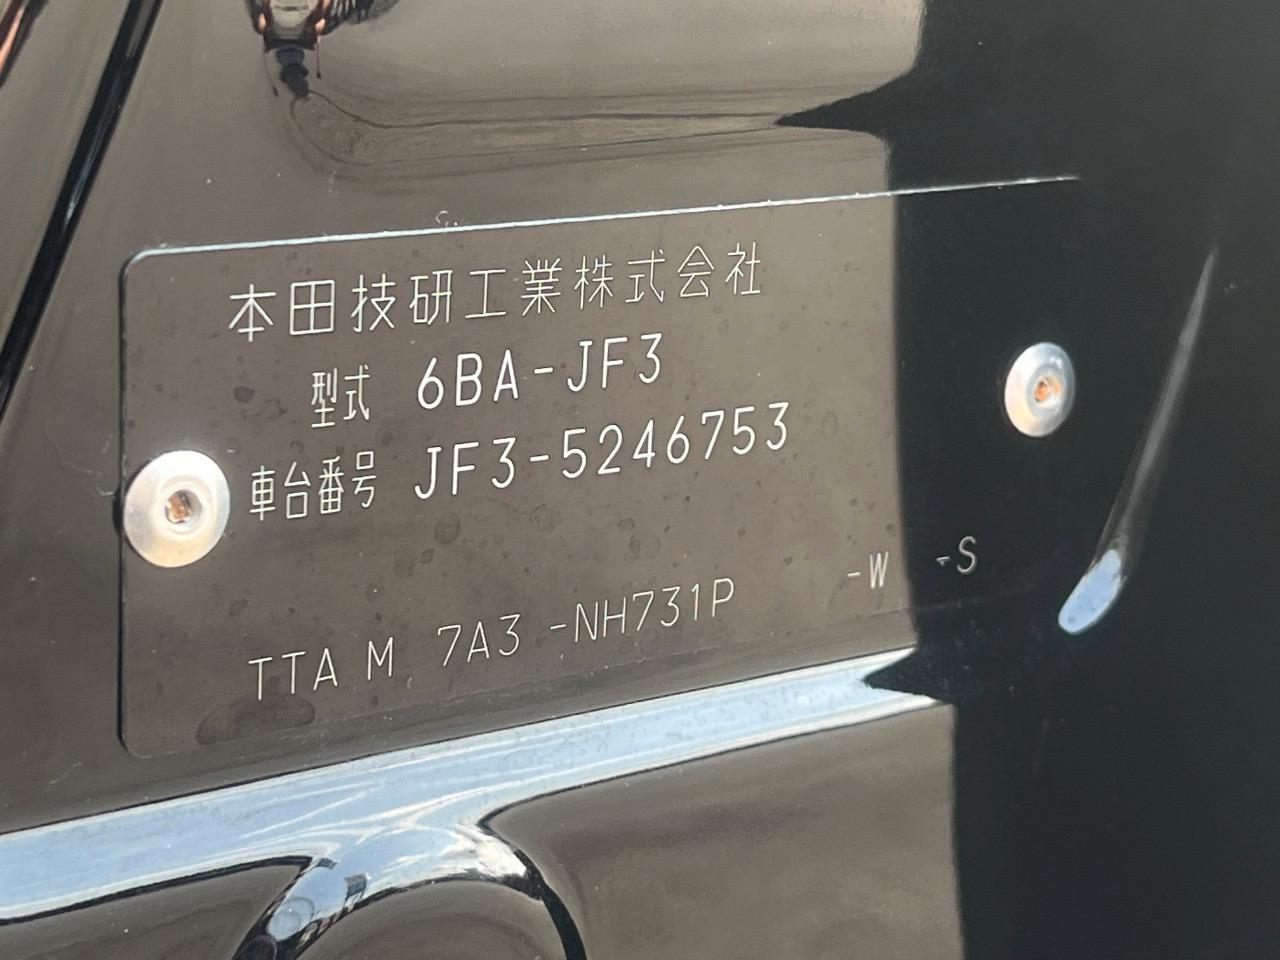 本田技研工業株式会社
型式 6BA-JF3
車台番号 JF3-5246753
TTA M 7A3 -NH731P -W -S